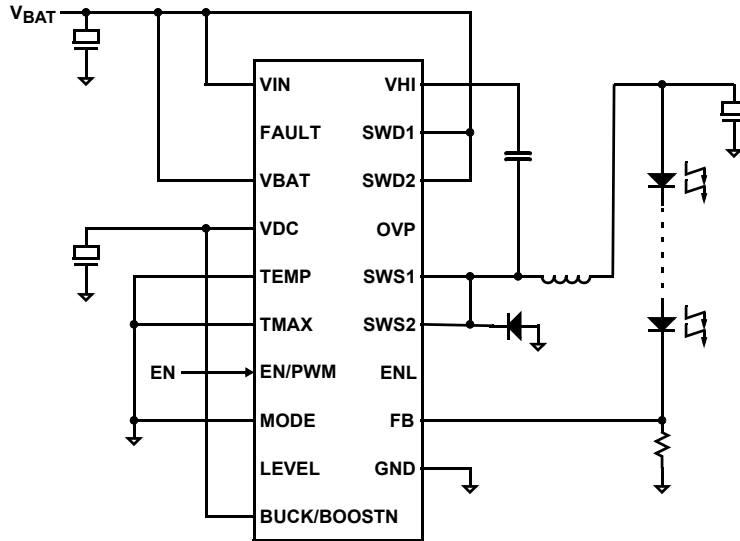 VBAT
VIN VHI
FAULT SWD1
VBAT SWD2
VDC OVP
TEMP SWS1
TMAX SWS2
EN EN/PWM ENL
MODE FB
LEVEL GND
BUCK/BOOSTN